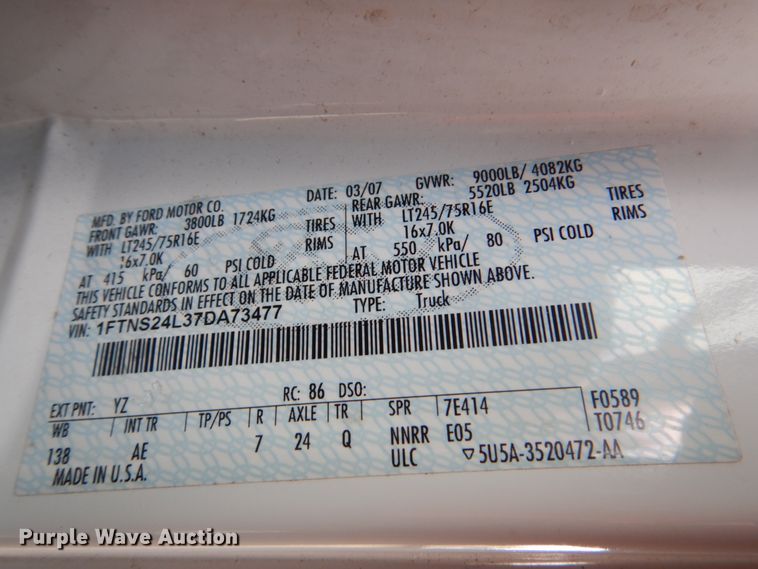 MFD. BY FORD MOTOR CO. DATE: 03/07 GVWR: 9000LB/ 4082KG
FRONT GAWR: 3800LB 1724KG REAR GAWR: 5520LB 2504KG
WITH LT245/75R16E TIRES WITH LT245/75R16E TIRES
16x7.0K RIMS 16x7.0K RIMS
AT 415 kPa/ 60 PSI COLD AT 550 kPa/ 80 PSI COLD
THIS VEHICLE CONFORMS TO ALL APPLICABLE FEDERAL MOTOR VEHICLE
SAFETY STANDARDS IN EFFECT ON THE DATE OF MANUFACTURE SHOWN ABOVE.
VIN: 1FTNS24L37DA73477 TYPE: Truck
EXT PNT: YZ RC: 86 DSO:
WB INT TR TP/PS R AXLE TR SPR 7E414 F0589
138 AE 7 24 Q NNRR E05 T0746
MADE IN U.S.A. ULC ▽5U5A-3520472-AA
Purple Wave Auction